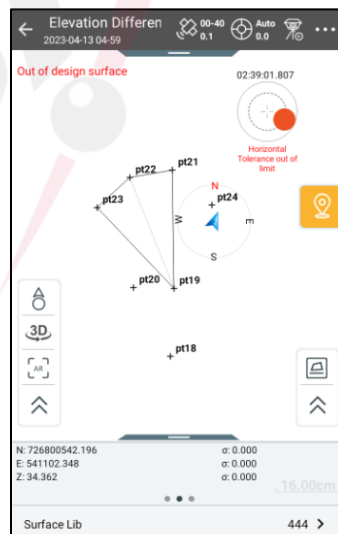 Elevation Differen
2023-04-13 04-59
00-40
0.1
Auto
0.0
Out of design surface
02:39:01.807
Horizontal
Tolerance out of
limit
pt21
pt22
pt23
N
pt24
W
E
S
pt20
pt19
3D
AR
pt18
N: 726800542.196
σ: 0.000
E: 541102.348
σ: 0.000
Z: 34.362
σ: 0.000
16.00cm
Surface Lib
444